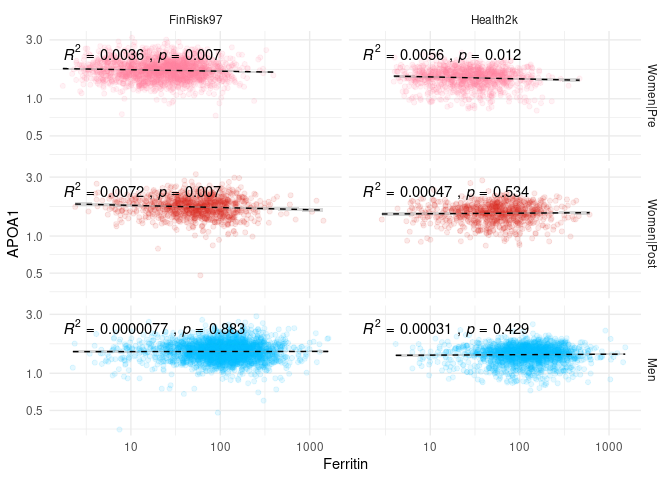 FinRisk97 Health2k
3.0 R² = 0.0036 , p = 0.007 R² = 0.0056 , p = 0.012 Women|Pre
1.0
0.5
3.0 R² = 0.0072 , p = 0.007 R² = 0.00047 , p = 0.534 Women|Post
1.0
0.5
APOA1
3.0 R² = 0.0000077 , p = 0.883 R² = 0.00031 , p = 0.429 Men
1.0
0.5
10 100 1000 10 100 1000
Ferritin